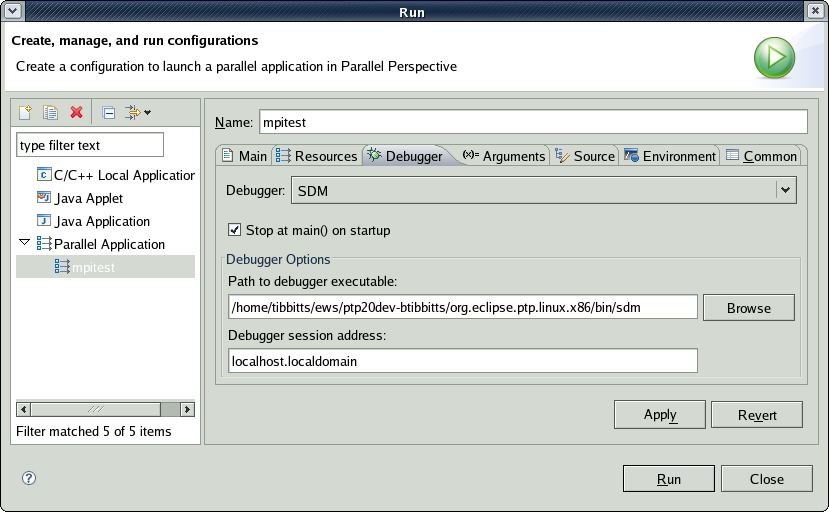 Run
Create, manage, and run configurations
Create a configuration to launch a parallel application in Parallel Perspective
type filter text
C/C++ Local Application
Java Applet
Java Application
Parallel Application
mpitest
Filter matched 5 of 5 items
Name: mpitest
Main Resources Debugger (x)= Arguments Source Environment Common
Debugger: SDM
Stop at main() on startup
Debugger Options
Path to debugger executable:
/home/tibbitts/ews/ptp20dev-btibbitts/org.eclipse.ptp.linux.x86/bin/sdm Browse
Debugger session address:
localhost.localdomain
Apply Revert
Run Close